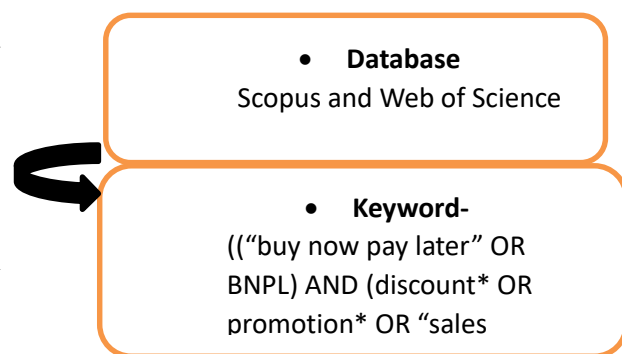 • Database
Scopus and Web of Science
• Keyword-
((“buy now pay later” OR
BNPL) AND (discount* OR
promotion* OR “sales